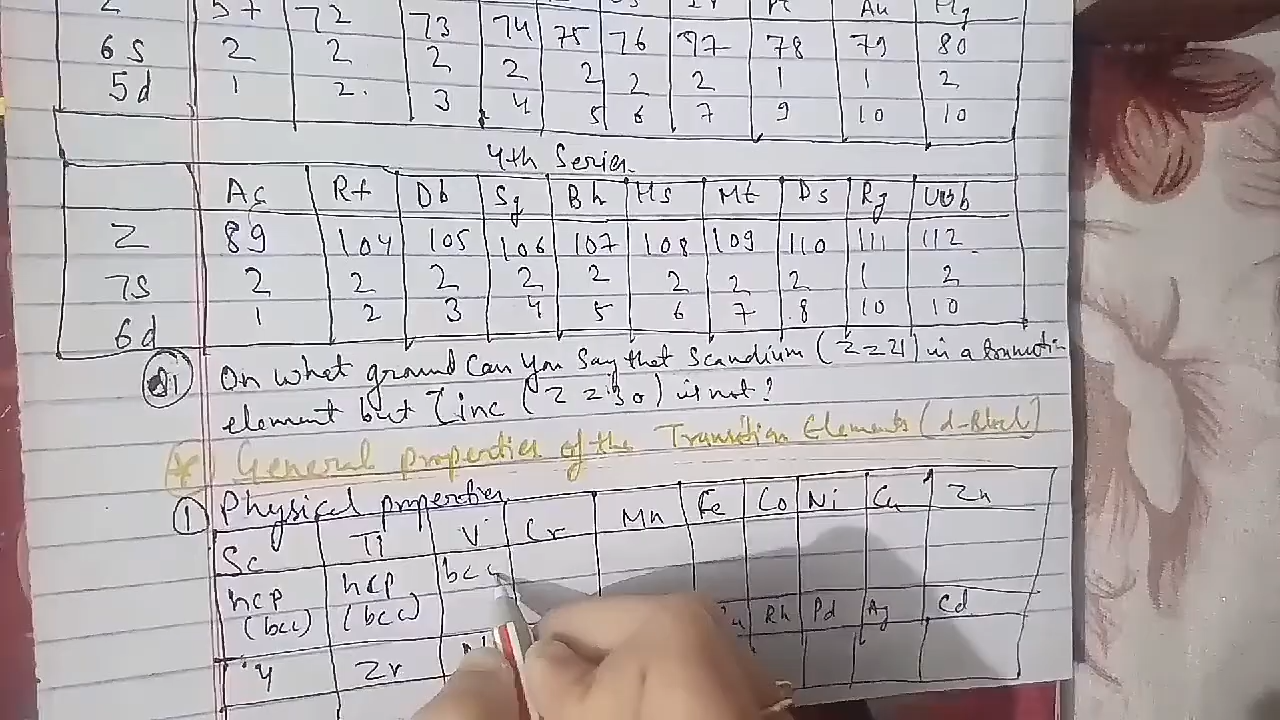 Z 57 72 73 74 75 76 77 78 79 80
6s 2 2 2 2 2 2 2 1 1 2
5d 1 2 3 4 5 6 7 9 10 10
4th Series
Ac Rf Db Sg Bh Hs Mt Ds Rg Uub
Z 89 104 105 106 107 108 109 110 111 112
7s 2 2 2 2 2 2 2 2 1 2
6d 1 2 3 4 5 6 7 8 10 10
On what ground can you say that Scandium (Z=21) is a transition
element but Zinc (Z=30) is not?
General properties of the Transition Elements (d-Block)
① Physical properties
Sc Ti V Cr Mn Fe Co Ni Cu Zn
hcp hcp bcc
(bcc) (bcc)
Rh Pd Ag Cd
Y Zr